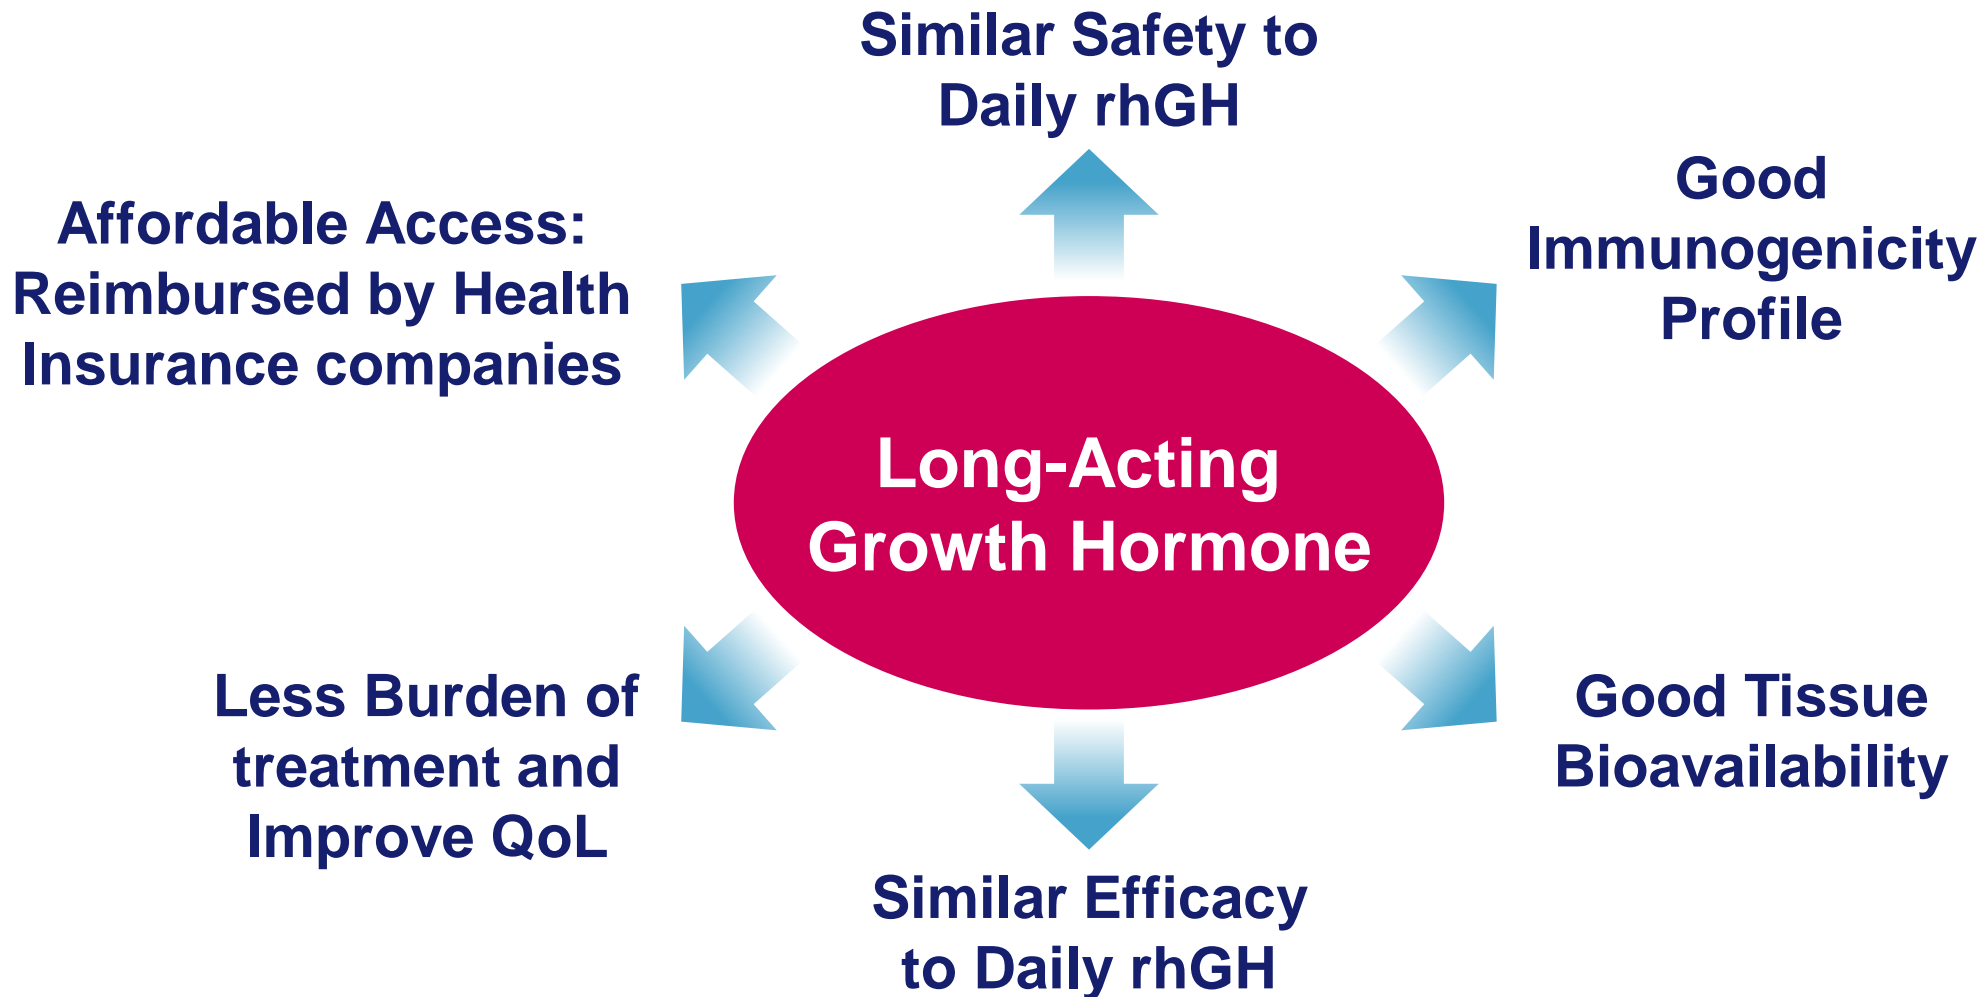 Similar Safety to
Daily rhGH
Good
Immunogenicity
Profile
Affordable Access:
Reimbursed by Health
Insurance companies
Long-Acting
Growth Hormone
Less Burden of
treatment and
Improve QoL
Good Tissue
Bioavailability
Similar Efficacy
to Daily rhGH